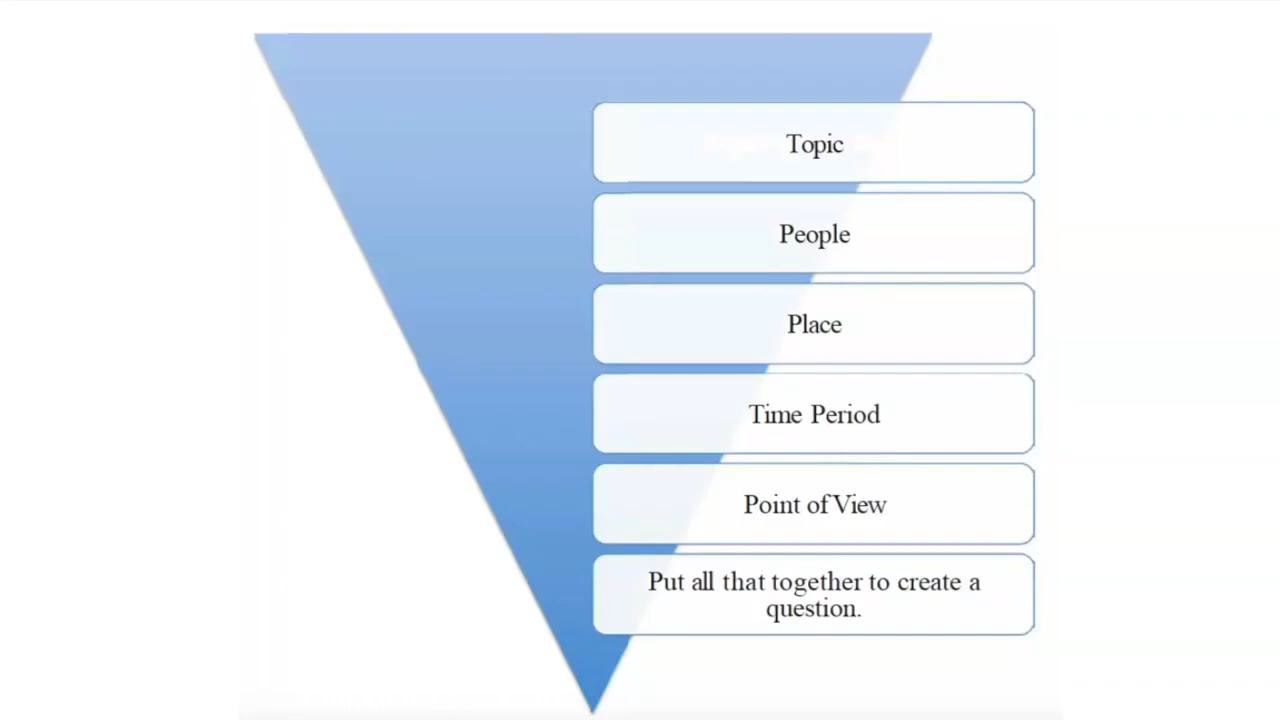 Topic
People
Place
Time Period
Point of View
Put all that together to create a
question.